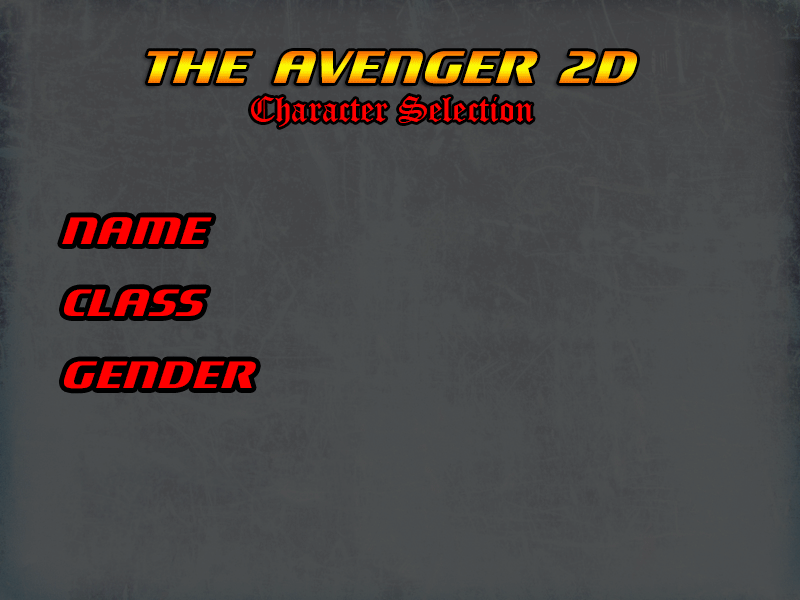 THE AVENGER 2D
Character Selection
NAME
CLASS
GENDER